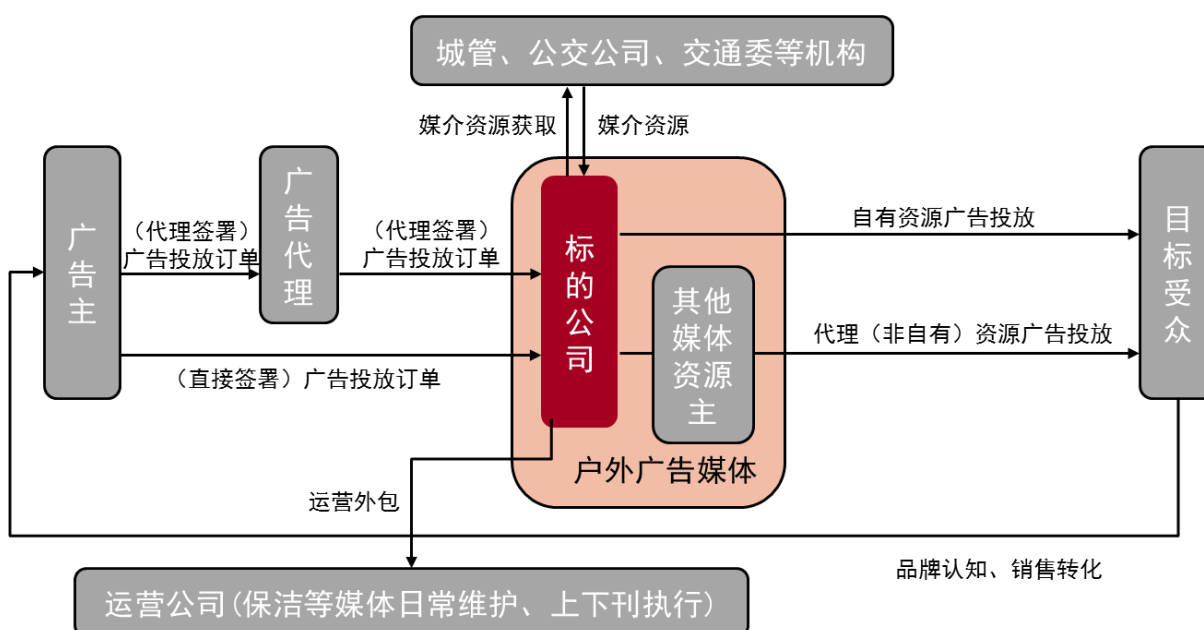 城管、公交公司、交通委等机构
媒介资源获取
媒介资源
广告主
（代理签署）
广告投放订单
广告代理
（代理签署）
广告投放订单
标的公司
自有资源广告投放
目标受众
其他
媒体
资源
主
代理（非自有）资源广告投放
（直接签署）广告投放订单
户外广告媒体
运营外包
品牌认知、销售转化
运营公司(保洁等媒体日常维护、上下刊执行)